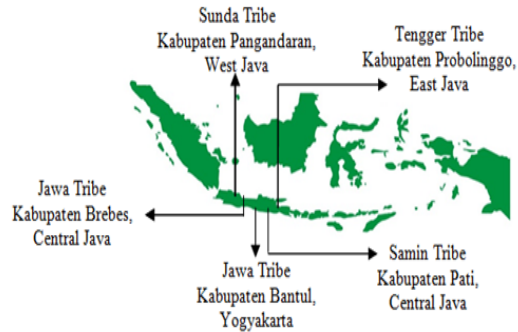 Sunda Tribe
Kabupaten Pangandaran,
West Java
Tengger Tribe
Kabupaten Probolinggo,
East Java
Jawa Tribe
Kabupaten Brebes,
Central Java
Jawa Tribe
Kabupaten Bantul,
Yogyakarta
Samin Tribe
Kabupaten Pati,
Central Java